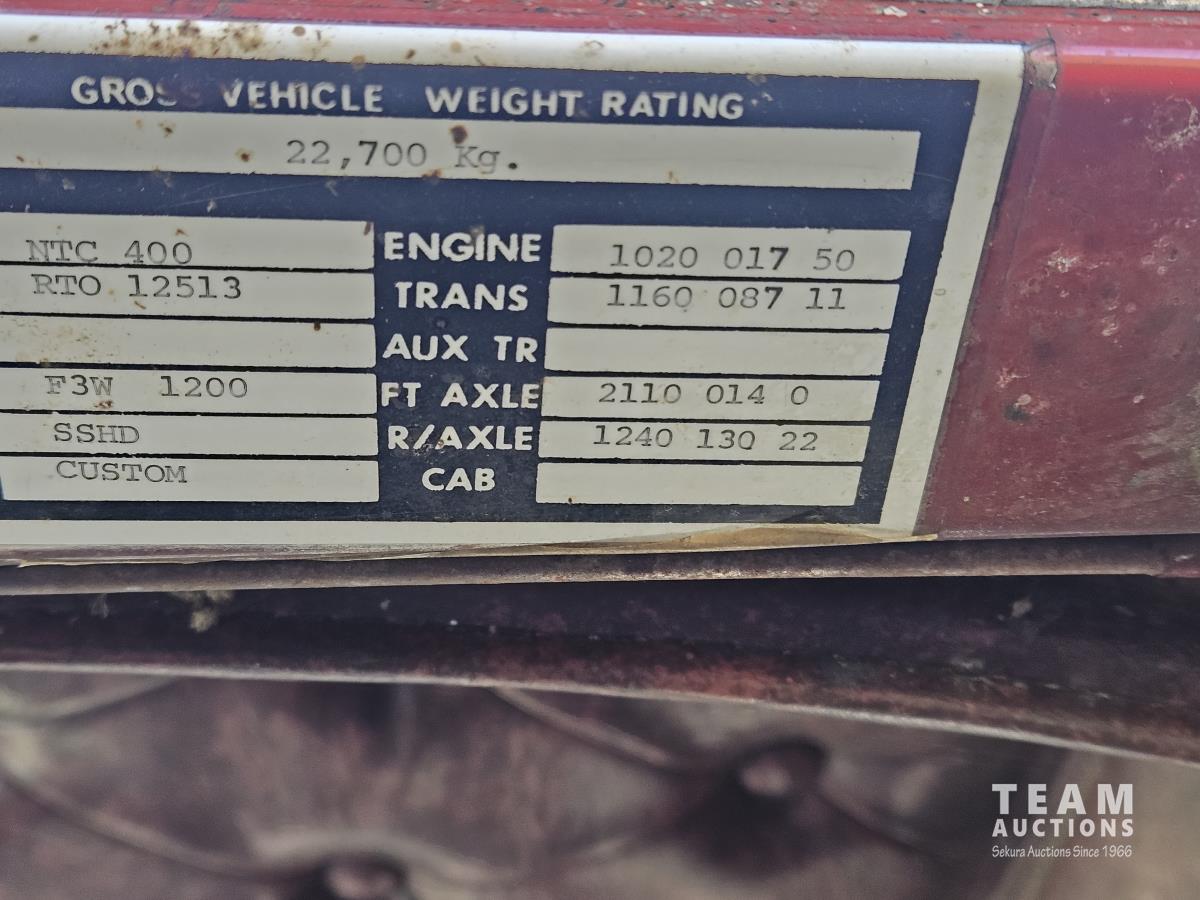 GROSS VEHICLE WEIGHT RATING
22,700 Kg.
NTC 400 ENGINE 1020 017 50
RTO 12513 TRANS 1160 087 11
AUX TR
F3W 1200 FT AXLE 2110 014 0
SSHD R/AXLE 1240 130 22
CUSTOM CAB
TEAM
AUCTIONS
Sekura Auctions Since 1966